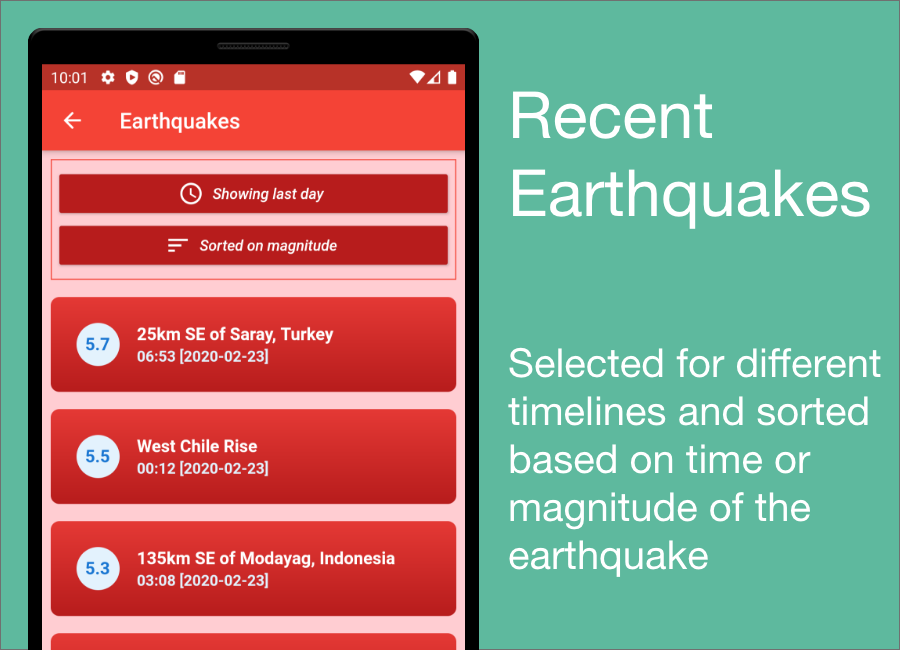 10:01
Earthquakes
Showing last day
Sorted on magnitude
5.7
25km SE of Saray, Turkey
06:53 [2020-02-23]
5.5
West Chile Rise
00:12 [2020-02-23]
5.3
135km SE of Modayag, Indonesia
03:08 [2020-02-23]
Recent
Earthquakes
Selected for different
timelines and sorted
based on time or
magnitude of the
earthquake